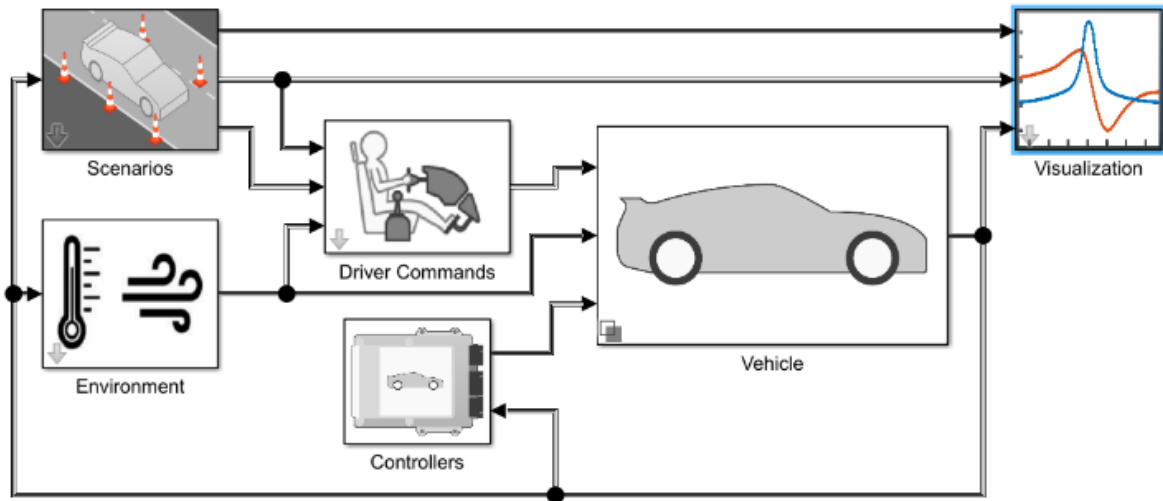 Scenarios
Visualization
Driver Commands
Environment
Vehicle
Controllers